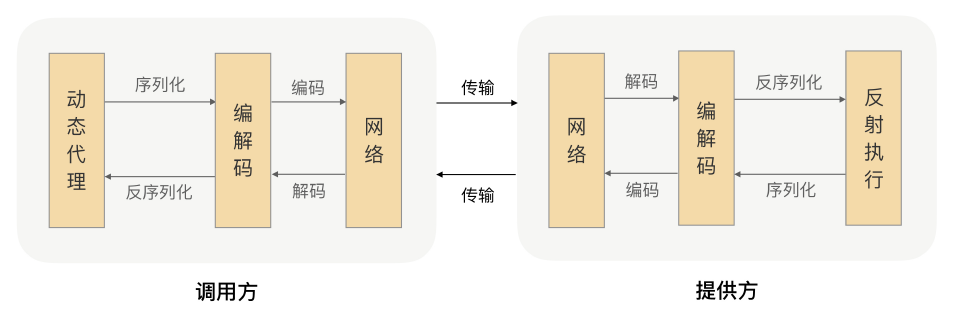 序列化
编码
传输
解码
反序列化
动态代理
编解码
网络
网络
编解码
反射执行
反序列化
解码
传输
编码
序列化
调用方
提供方